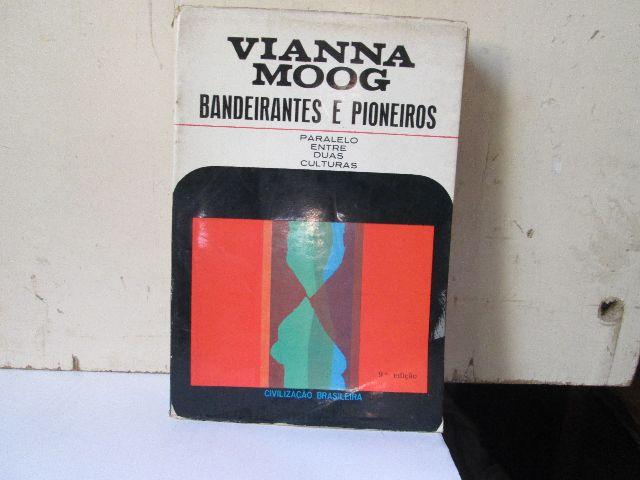 VIANNA
MOOG
BANDEIRANTES E PIONEIROS
PARALELO
ENTRE
DUAS
CULTURAS
9ª edição
CIVILIZAÇÃO BRASILEIRA